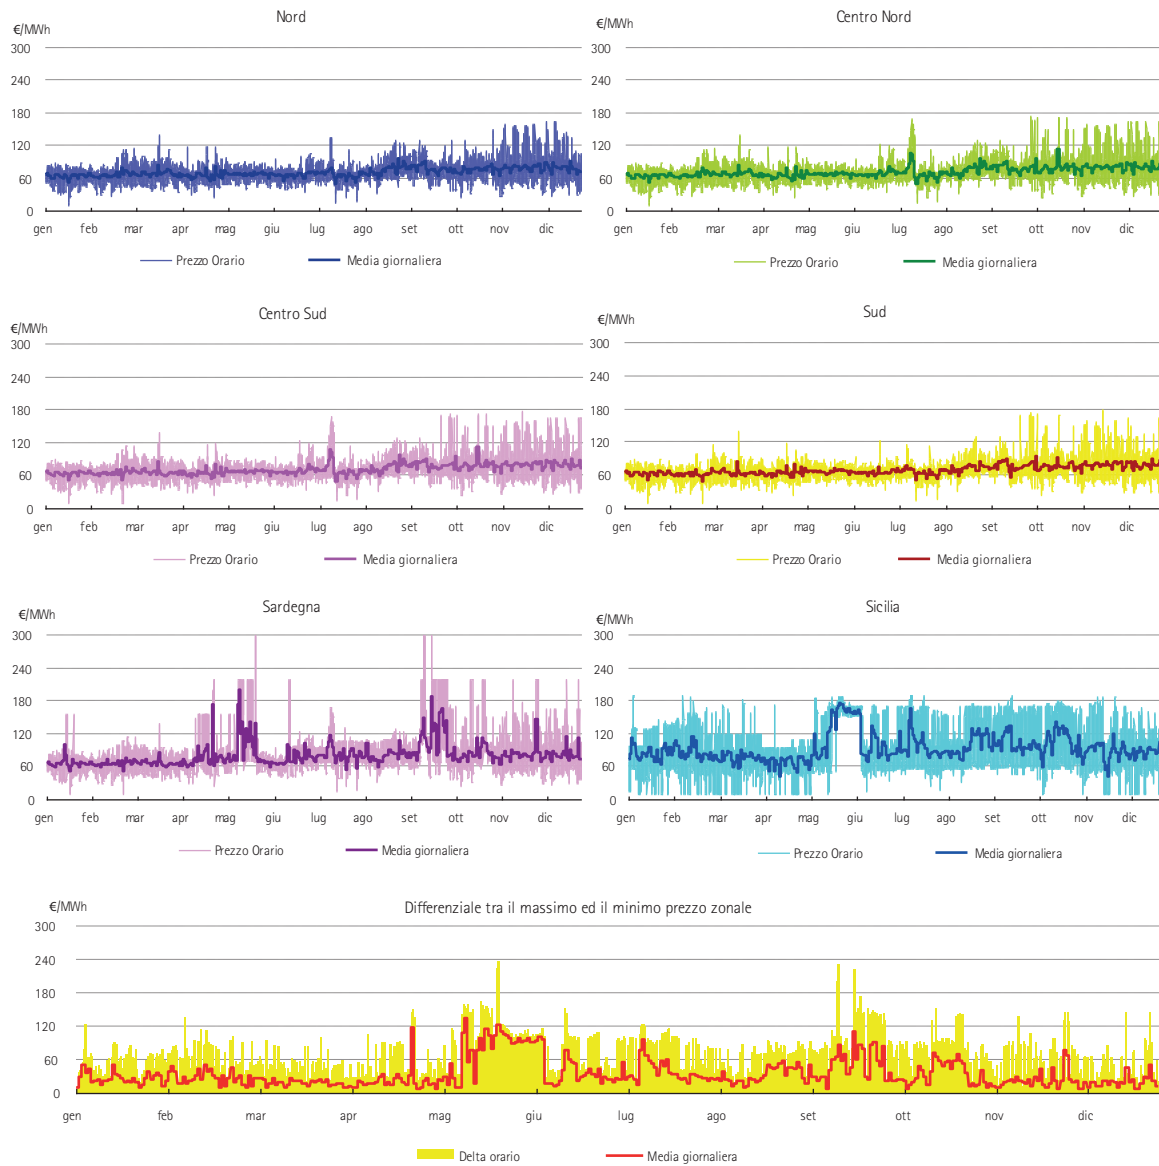 Nord
€/MWh
300
240
180
120
60
0
gen feb mar apr mag giu lug ago set ott nov dic
Prezzo Orario Media giornaliera
Centro Nord
€/MWh
300
240
180
120
60
0
gen feb mar apr mag giu lug ago set ott nov dic
Prezzo Orario Media giornaliera
Centro Sud
€/MWh
300
240
180
120
60
0
gen feb mar apr mag giu lug ago set ott nov dic
Prezzo Orario Media giornaliera
Sud
€/MWh
300
240
180
120
60
0
gen feb mar apr mag giu lug ago set ott nov dic
Prezzo Orario Media giornaliera
Sardegna
€/MWh
300
240
180
120
60
0
gen feb mar apr mag giu lug ago set ott nov dic
Prezzo Orario Media giornaliera
Sicilia
€/MWh
300
240
180
120
60
0
gen feb mar apr mag giu lug ago set ott nov dic
Prezzo Orario Media giornaliera
Differenziale tra il massimo ed il minimo prezzo zonale
€/MWh
300
240
180
120
60
0
gen feb mar apr mag giu lug ago set ott nov dic
Delta orario Media giornaliera